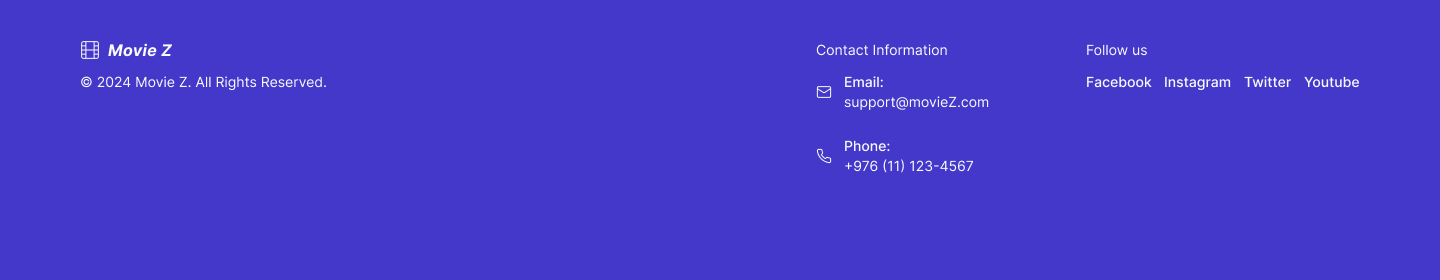 Movie Z
© 2024 Movie Z. All Rights Reserved.
Contact Information
Email:
support@movieZ.com
Phone:
+976 (11) 123-4567
Follow us
Facebook Instagram Twitter Youtube